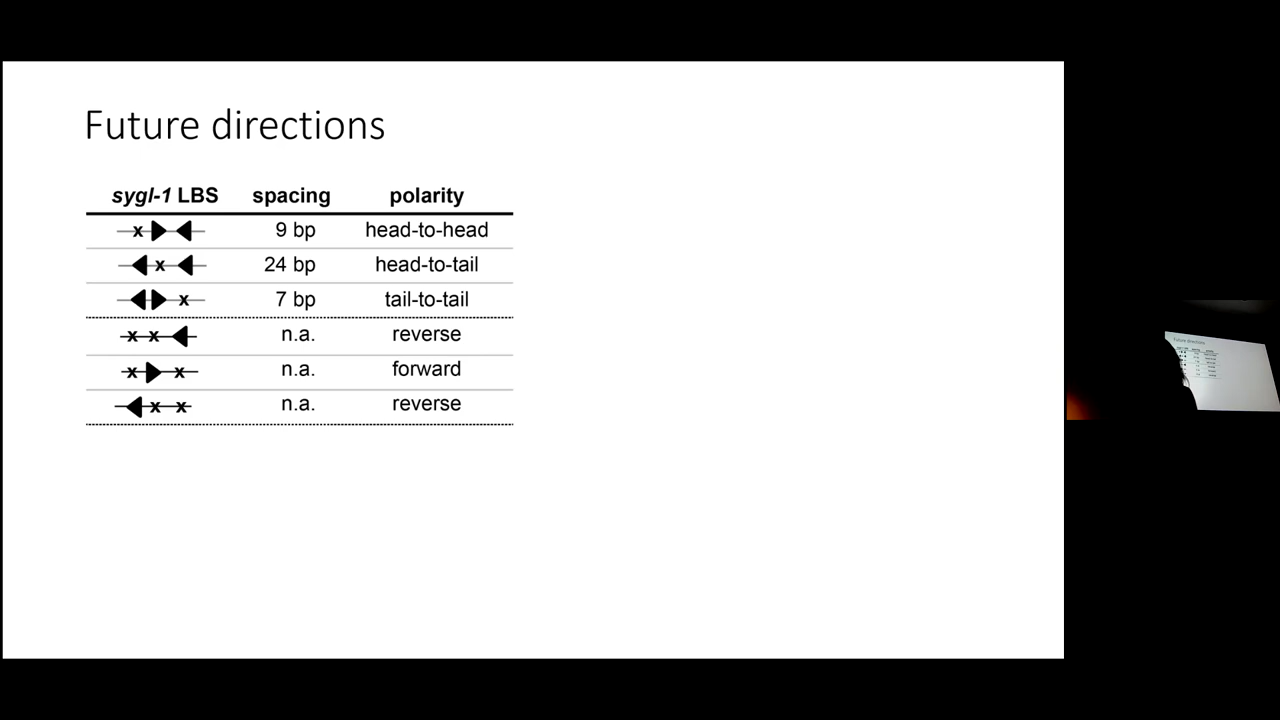 Future directions
sygl-1 LBS spacing polarity
x 9 bp head-to-head
x 24 bp head-to-tail
x 7 bp tail-to-tail
x x n.a. reverse
x x n.a. forward
x x n.a. reverse